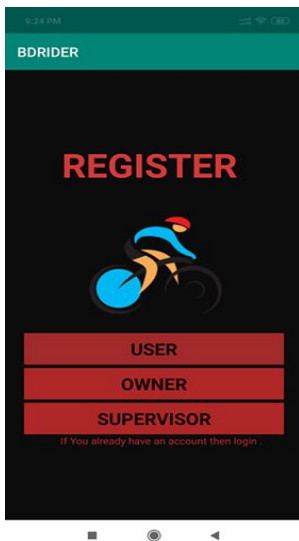 9:24 PM
BDRIDER
REGISTER
USER
OWNER
SUPERVISOR
If You already have an account then login .